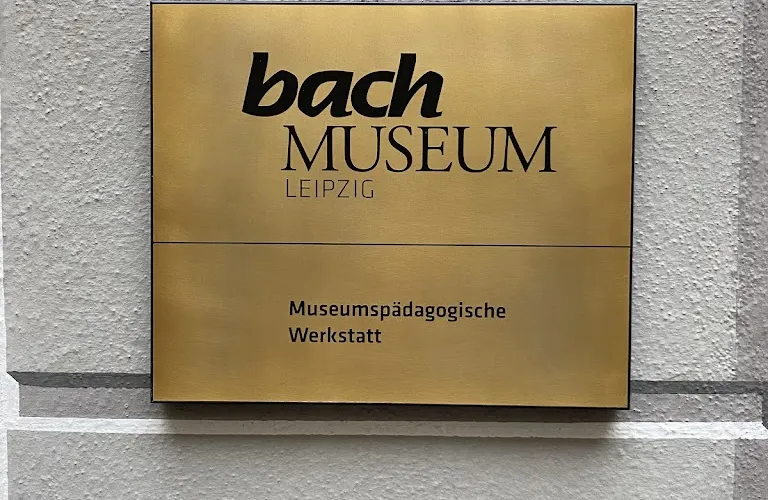 bach
MUSEUM
LEIPZIG
Museumspädagogische
Werkstatt